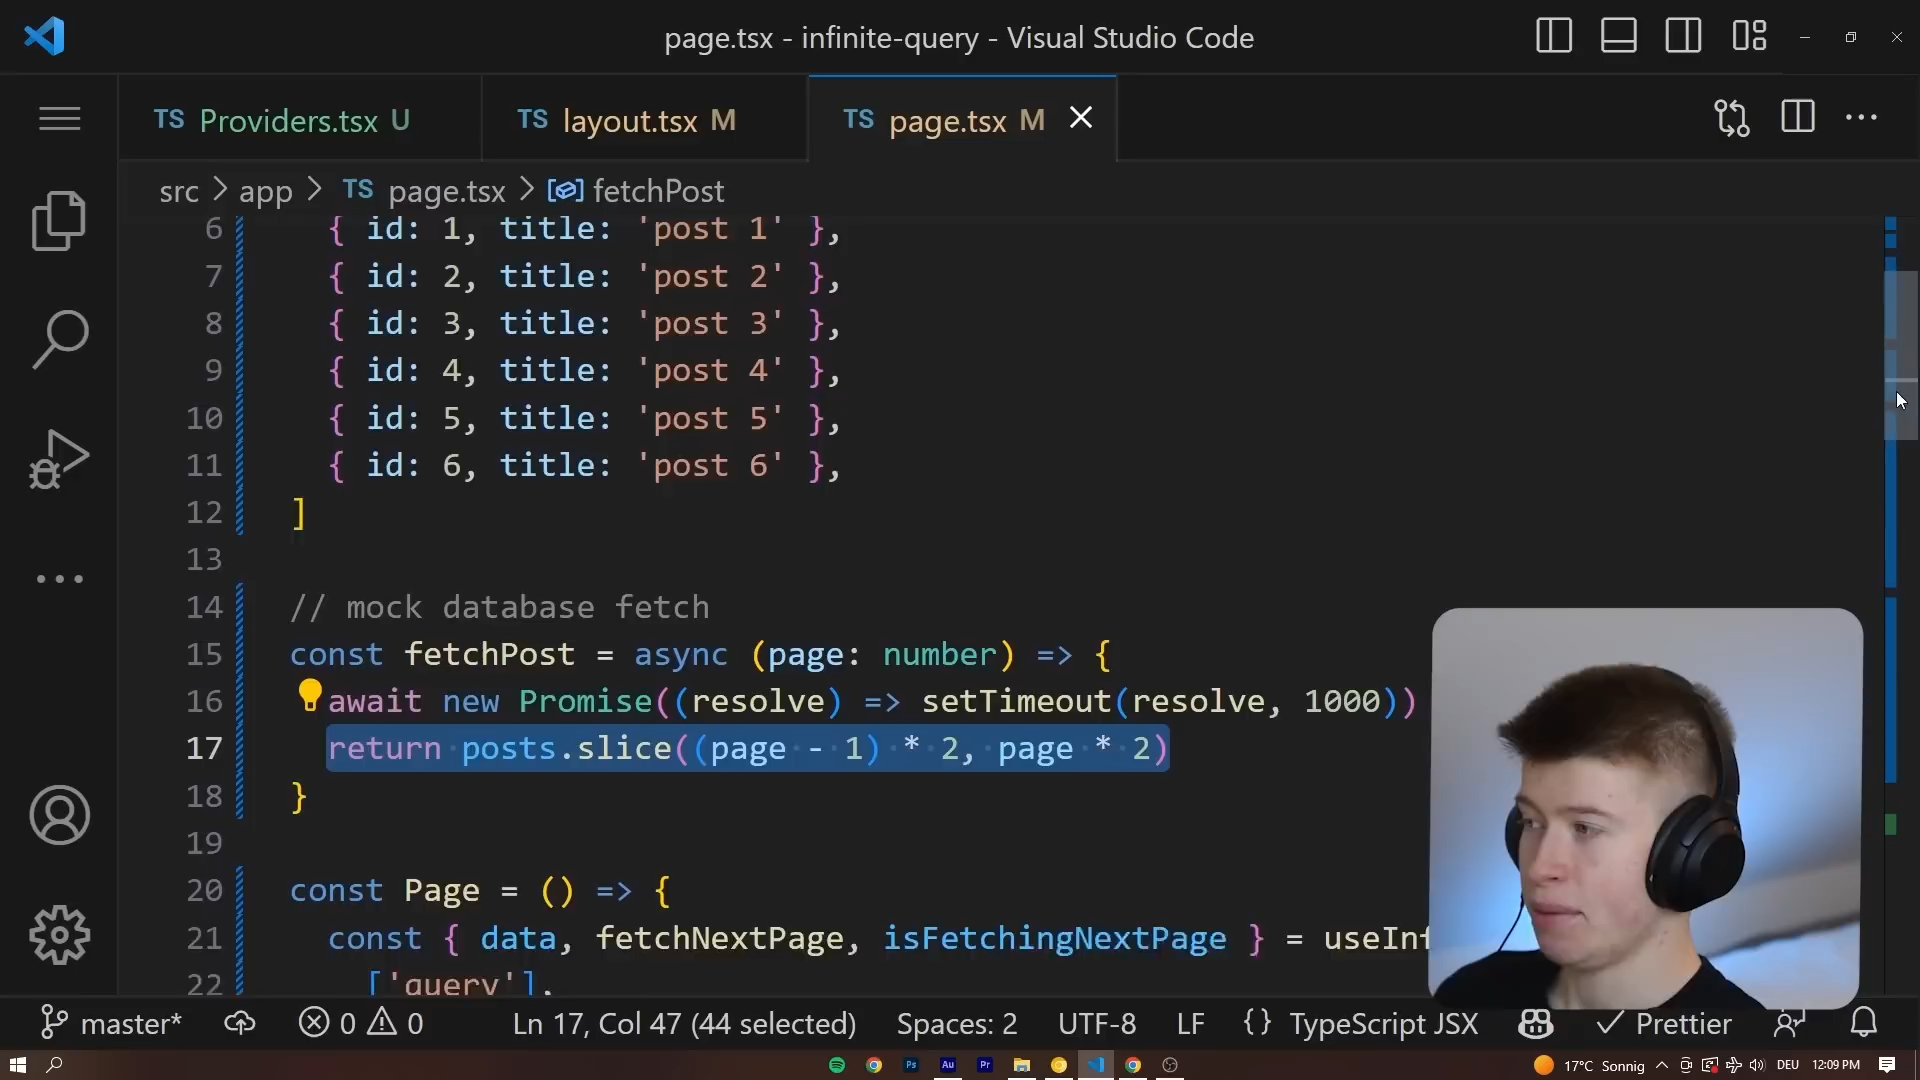 page.tsx - infinite-query - Visual Studio Code
TS Providers.tsx U
TS layout.tsx M
TS page.tsx M
src > app > TS page.tsx > fetchPost
6 { id: 1, title: 'post 1' },
7 { id: 2, title: 'post 2' },
8 { id: 3, title: 'post 3' },
9 { id: 4, title: 'post 4' },
10 { id: 5, title: 'post 5' },
11 { id: 6, title: 'post 6' },
12 ]
13
14 // mock database fetch
15 const fetchPost = async (page: number) => {
16 await new Promise((resolve) => setTimeout(resolve, 1000))
17 return posts.slice((page - 1) * 2, page * 2)
18 }
19
20 const Page = () => {
21 const { data, fetchNextPage, isFetchingNextPage } = useInf
22 ['query'],
master* 0 0 Ln 17, Col 47 (44 selected) Spaces: 2 UTF-8 LF {} TypeScript JSX Prettier
Ps Au Pr 17°C Sonnig DEU 12:09 PM